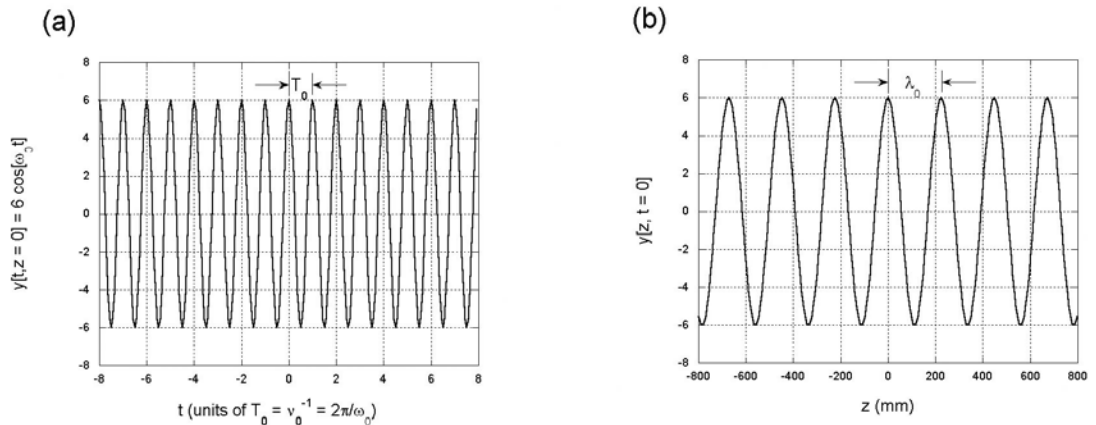 (a)
8
6
4
2
0
-2
-4
-6
-8
T₀
y[t,z = 0] = 6 cos[ω₀t]
-8 -6 -4 -2 0 2 4 6 8
t (units of T₀ = ν₀⁻¹ = 2π/ω₀)
(b)
8
6
4
2
0
-2
-4
-6
-8
λ₀
y[z, t = 0]
-800 -600 -400 -200 0 200 400 600 800
z (mm)